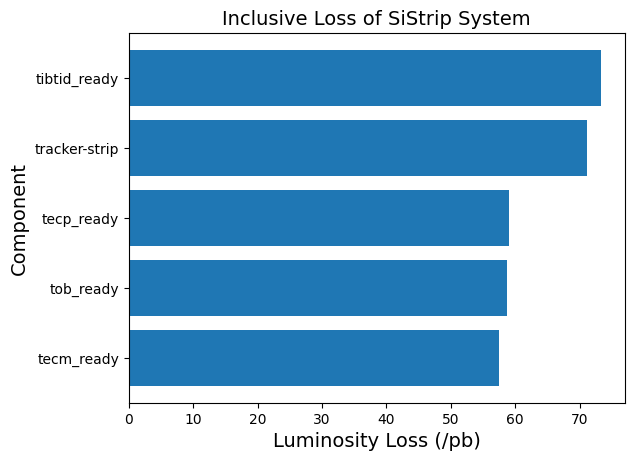 Inclusive Loss of SiStrip System
Component
tibtid_ready
tracker-strip
tecp_ready
tob_ready
tecm_ready
0 10 20 30 40 50 60 70
Luminosity Loss (/pb)